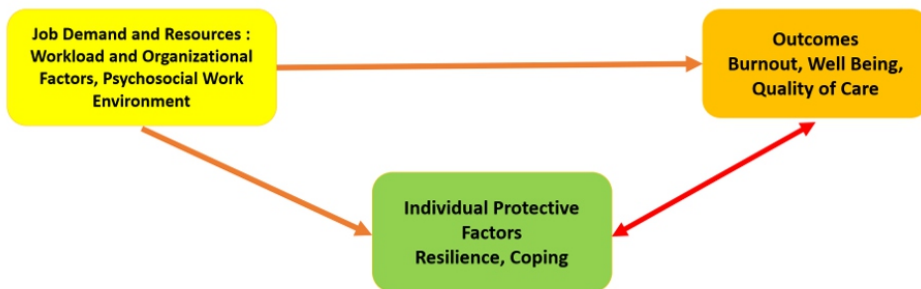 Job Demand and Resources :
Workload and Organizational
Factors, Psychosocial Work
Environment
Outcomes
Burnout, Well Being,
Quality of Care
Individual Protective
Factors
Resilience, Coping